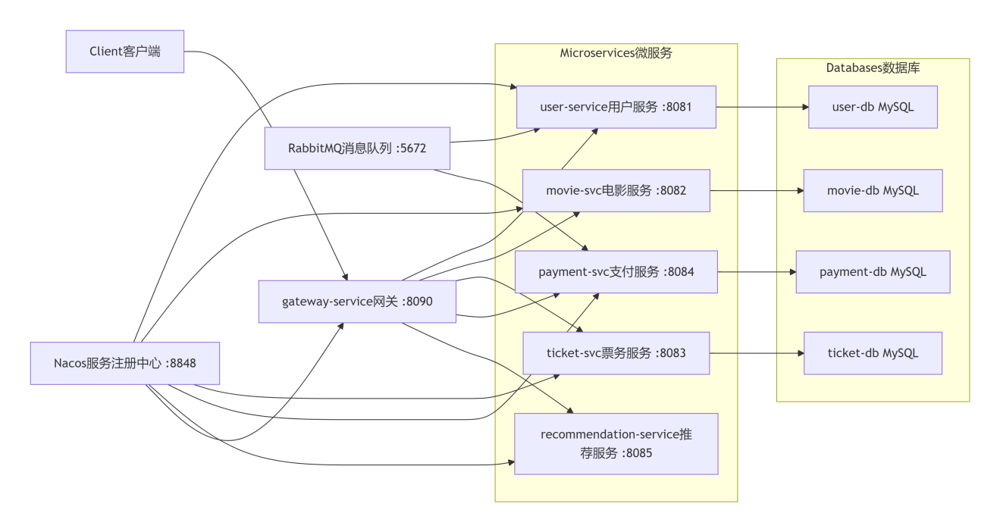 Client客户端
RabbitMQ消息队列 :5672
gateway-service网关 :8090
Nacos服务注册中心 :8848
Microservices微服务
user-service用户服务 :8081
movie-svc电影服务 :8082
payment-svc支付服务 :8084
ticket-svc票务服务 :8083
recommendation-service推
荐服务 :8085
Databases数据库
user-db MySQL
movie-db MySQL
payment-db MySQL
ticket-db MySQL